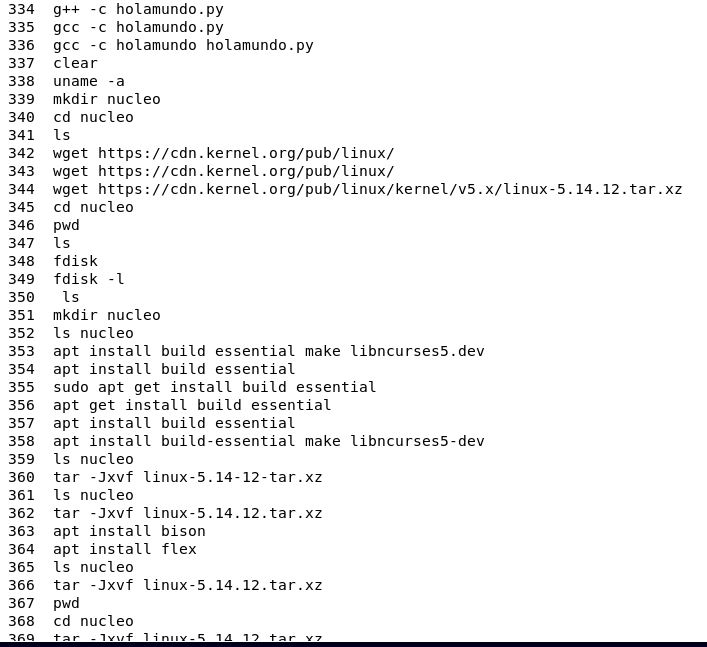 334 g++ -c holamundo.py
335 gcc -c holamundo.py
336 gcc -c holamundo holamundo.py
337 clear
338 uname -a
339 mkdir nucleo
340 cd nucleo
341 ls
342 wget https://cdn.kernel.org/pub/linux/
343 wget https://cdn.kernel.org/pub/linux/
344 wget https://cdn.kernel.org/pub/linux/kernel/v5.x/linux-5.14.12.tar.xz
345 cd nucleo
346 pwd
347 ls
348 fdisk
349 fdisk -l
350  ls
351 mkdir nucleo
352 ls nucleo
353 apt install build essential make libncurses5.dev
354 apt install build essential
355 sudo apt get install build essential
356 apt get install build essential
357 apt install build essential
358 apt install build-essential make libncurses5-dev
359 ls nucleo
360 tar -Jxvf linux-5.14-12-tar.xz
361 ls nucleo
362 tar -Jxvf linux-5.14.12.tar.xz
363 apt install bison
364 apt install flex
365 ls nucleo
366 tar -Jxvf linux-5.14.12.tar.xz
367 pwd
368 cd nucleo
369 tar -Jxvf linux-5.14.12.tar.xz